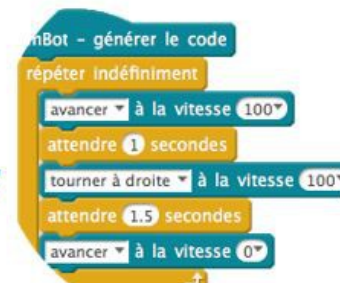 mBot - générer le code
répéter indéfiniment
avancer à la vitesse 100
attendre 1 secondes
tourner à droite à la vitesse 100
attendre 1.5 secondes
avancer à la vitesse 0